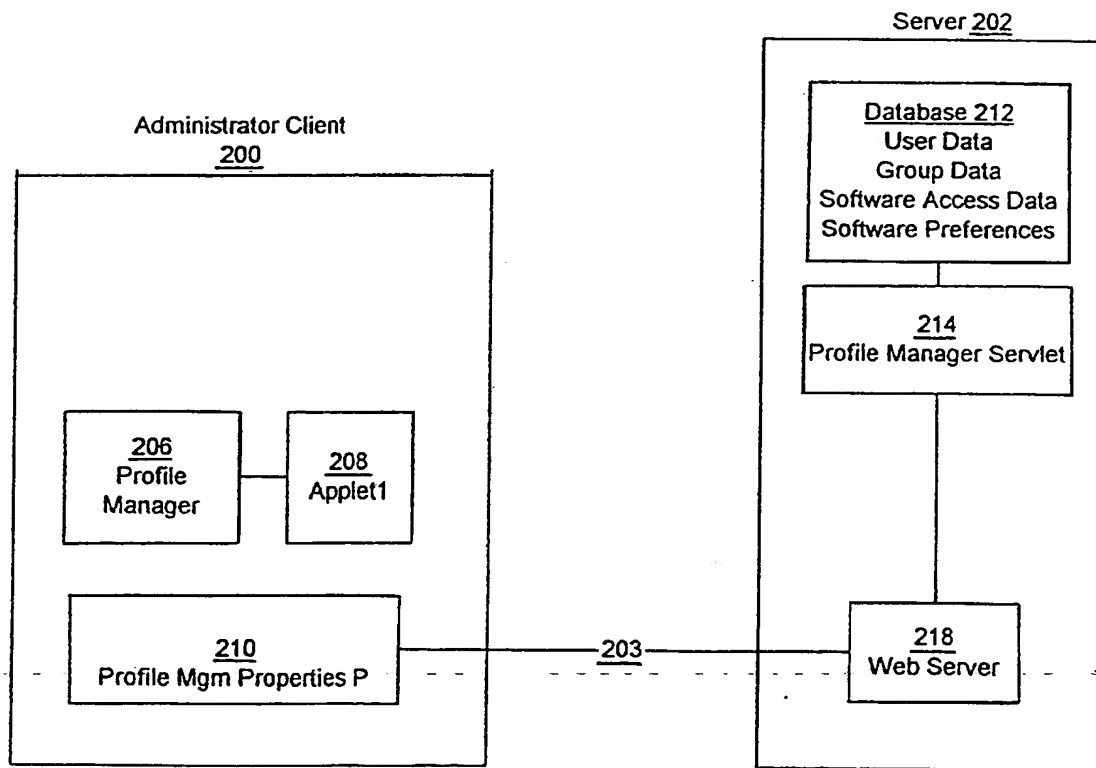 Server 202
Database 212
User Data
Group Data
Software Access Data
Software Preferences
214
Profile Manager Servlet
Administrator Client
200
206
Profile
Manager
208
Applet1
210
Profile Mgm Properties P
203
218
Web Server